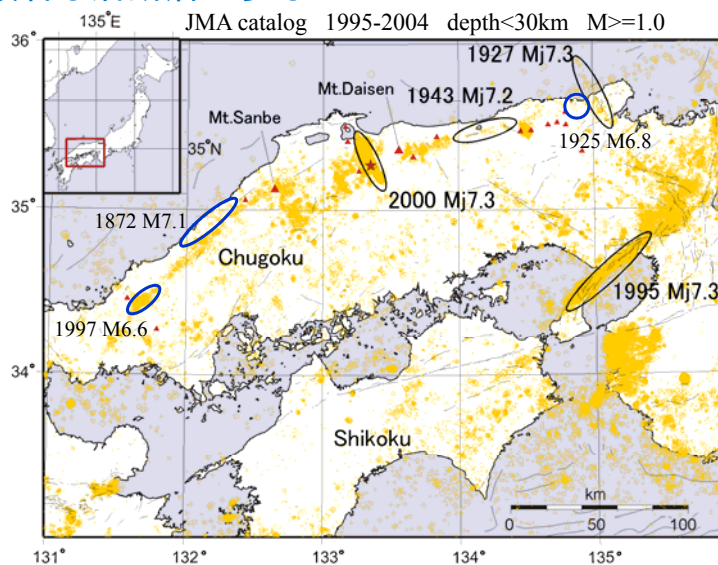 135°E
JMA catalog 1995-2004 depth<30km M>=1.0
36°
1927 Mj7.3
Mt.Daisen
1943 Mj7.2
Mt.Sanbe
35°N
1925 M6.8
2000 Mj7.3
35°
1872 M7.1
Chugoku
1995 Mj7.3
1997 M6.6
34°
Shikoku
km
0 50 100
131° 132° 133° 134° 135°